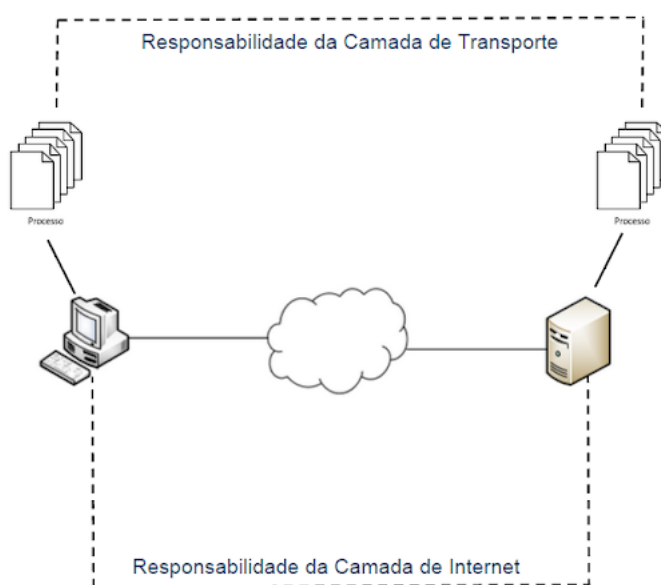 Responsabilidade da Camada de Transporte
Processo
Processo
Responsabilidade da Camada de Internet